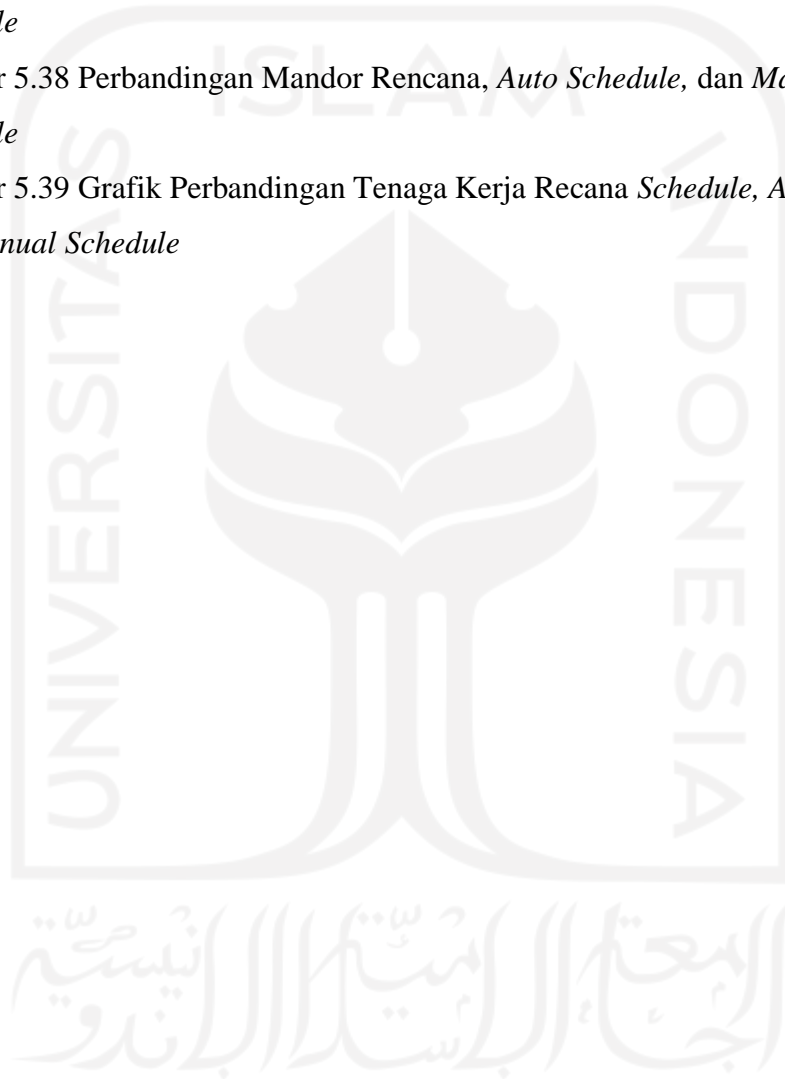 le
r 5.38 Perbandingan Mandor Rencana, Auto Schedule, dan Ma
le
r 5.39 Grafik Perbandingan Tenaga Kerja Recana Schedule, A
nual Schedule
ISLAM
UNIVERSITAS
INDONESIA